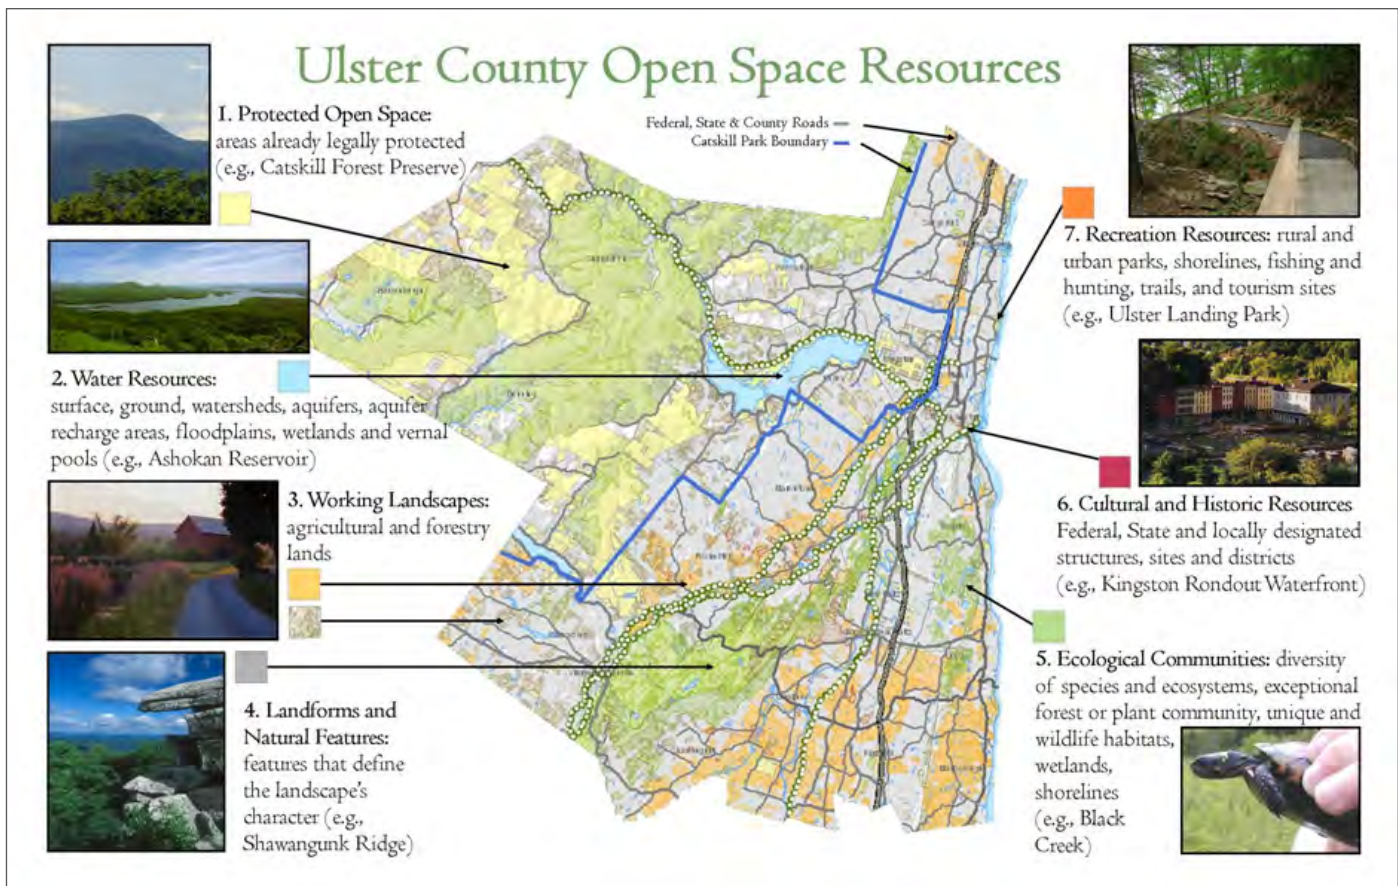 Ulster County Open Space Resources
Federal, State & County Roads
Catskill Park Boundary
1. Protected Open Space:
areas already legally protected
(e.g., Catskill Forest Preserve)
2. Water Resources:
surface, ground, watersheds, aquifers, aquifer
recharge areas, floodplains, wetlands and vernal
pools (e.g., Ashokan Reservoir)
3. Working Landscapes:
agricultural and forestry
lands
4. Landforms and
Natural Features:
features that define
the landscape's
character (e.g.,
Shawangunk Ridge)
7. Recreation Resources: rural and
urban parks, shorelines, fishing and
hunting, trails, and tourism sites
(e.g., Ulster Landing Park)
6. Cultural and Historic Resources
Federal, State and locally designated
structures, sites and districts
(e.g., Kingston Rondout Waterfront)
5. Ecological Communities: diversity
of species and ecosystems, exceptional
forest or plant community, unique and
wildlife habitats,
wetlands,
shorelines
(e.g., Black
Creek)